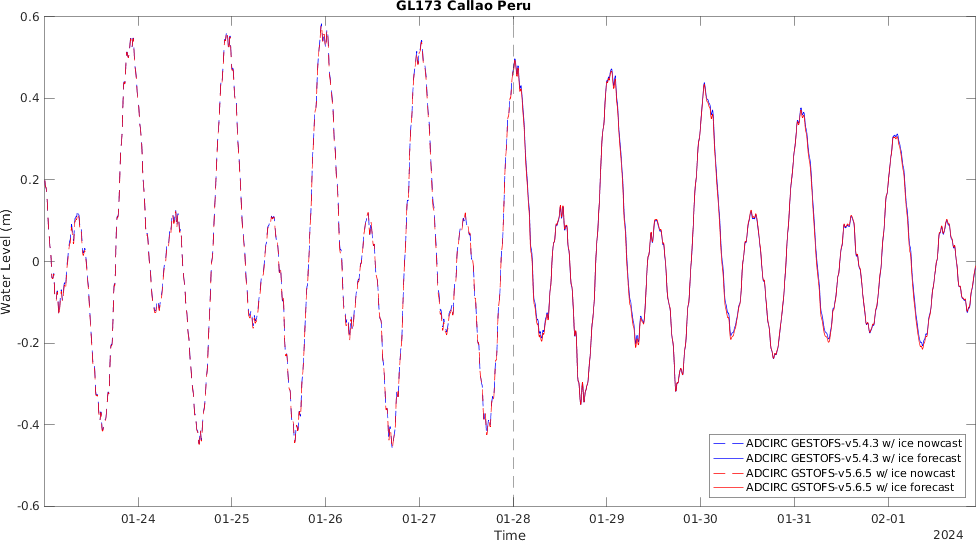 GL173 Callao Peru
Water Level (m)
0.6
0.4
0.2
0
-0.2
-0.4
-0.6
01-24
01-25
01-26
01-27
01-28
01-29
01-30
01-31
02-01
Time
2024
ADCIRC GESTOFS-v5.4.3 w/ ice nowcast
ADCIRC GESTOFS-v5.4.3 w/ ice forecast
ADCIRC GSTOFS-v5.6.5 w/ ice nowcast
ADCIRC GSTOFS-v5.6.5 w/ ice forecast